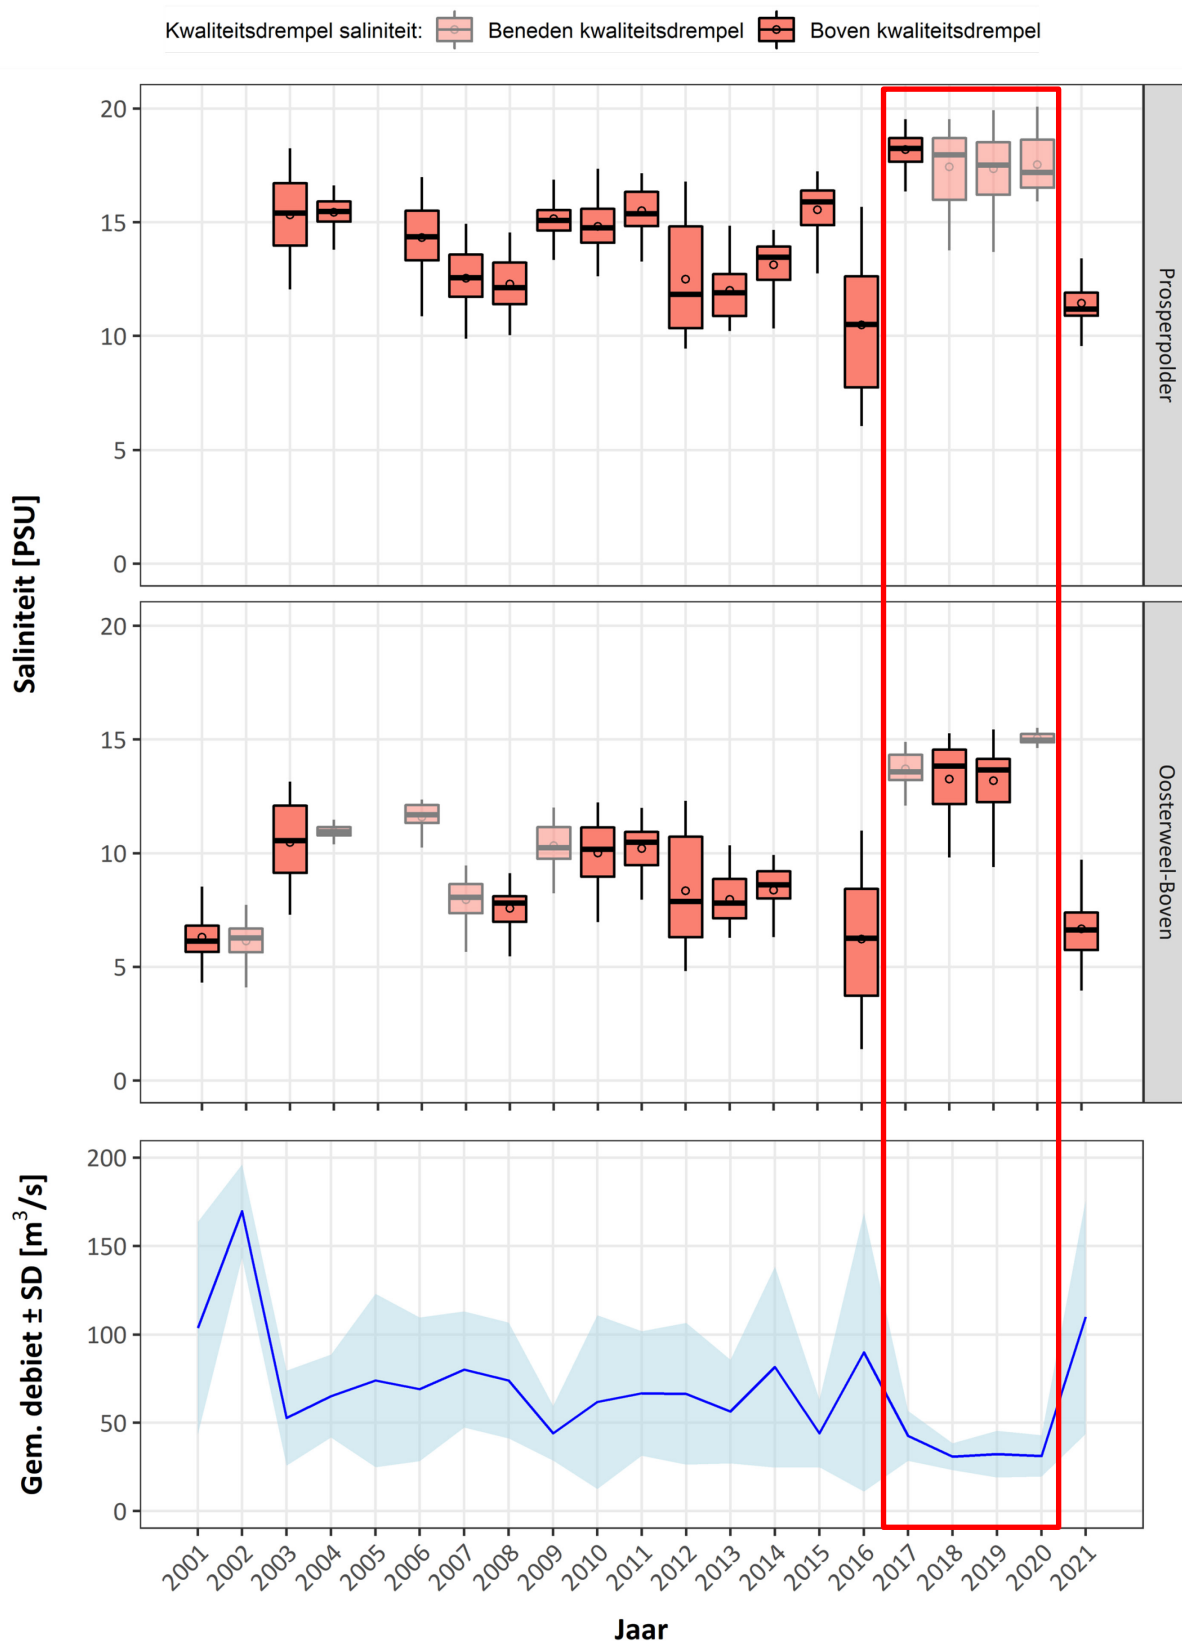 Kwaliteitsdrempel saliniteit: Beneden kwaliteitsdrempel Boven kwaliteitsdrempel
Saliniteit [PSU]
20
15
10
5
0
Prosperpolder
20
15
10
5
0
Oosterweel-Boven
Gem. debiet ± SD [m³/s]
200
150
100
50
0
2001 2002 2003 2004 2005 2006 2007 2008 2009 2010 2011 2012 2013 2014 2015 2016 2017 2018 2019 2020 2021
Jaar